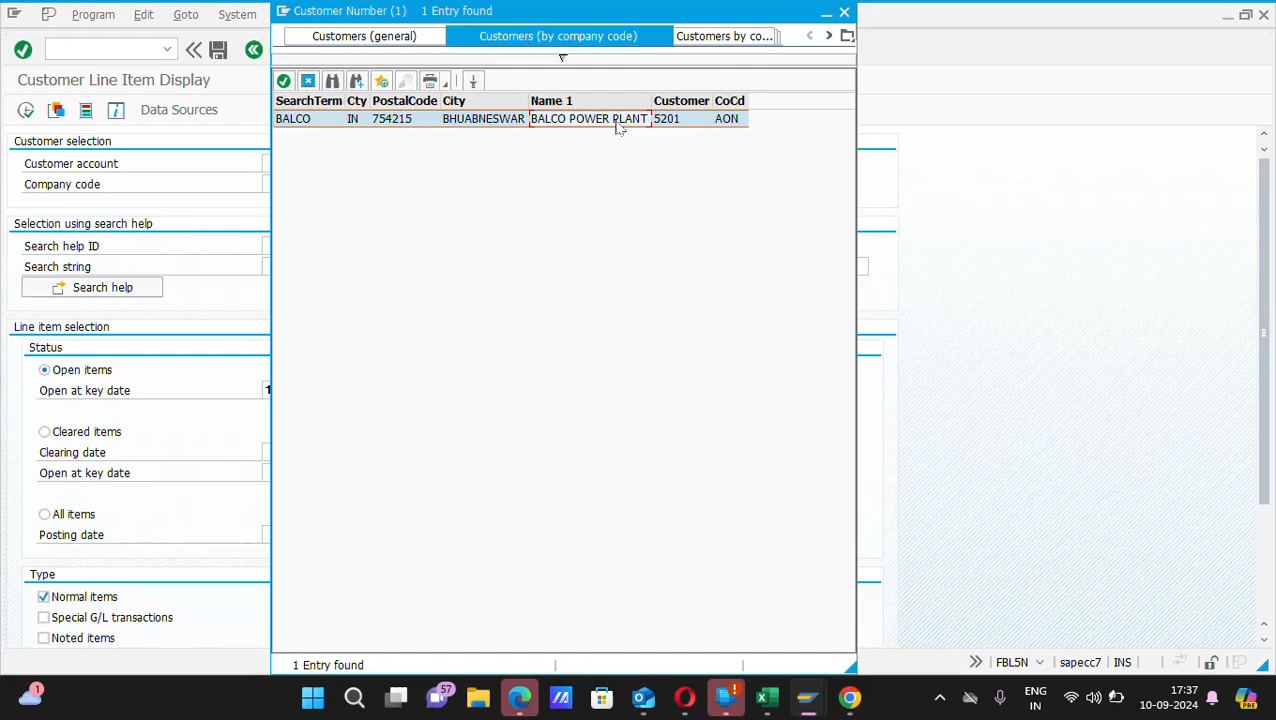 Program Edit Goto System
Customer Number (1) 1 Entry found
Customers (general) Customers (by company code) Customers by co...
Customer Line Item Display
Data Sources
SearchTerm Cty PostalCode City Name 1 Customer CoCd
BALCO IN 754215 BHUABNESWAR BALCO POWER PLANT 5201 AON
Customer selection
Customer account
Company code
Selection using search help
Search help ID
Search string
Search help
Line item selection
Status
Open items
Open at key date 1
Cleared items
Clearing date
Open at key date
All items
Posting date
Type
Normal items
Special G/L transactions
Noted items
1 Entry found
FBL5N sapecc7 INS
1
57
ENG
IN
17:37
10-09-2024
PRE